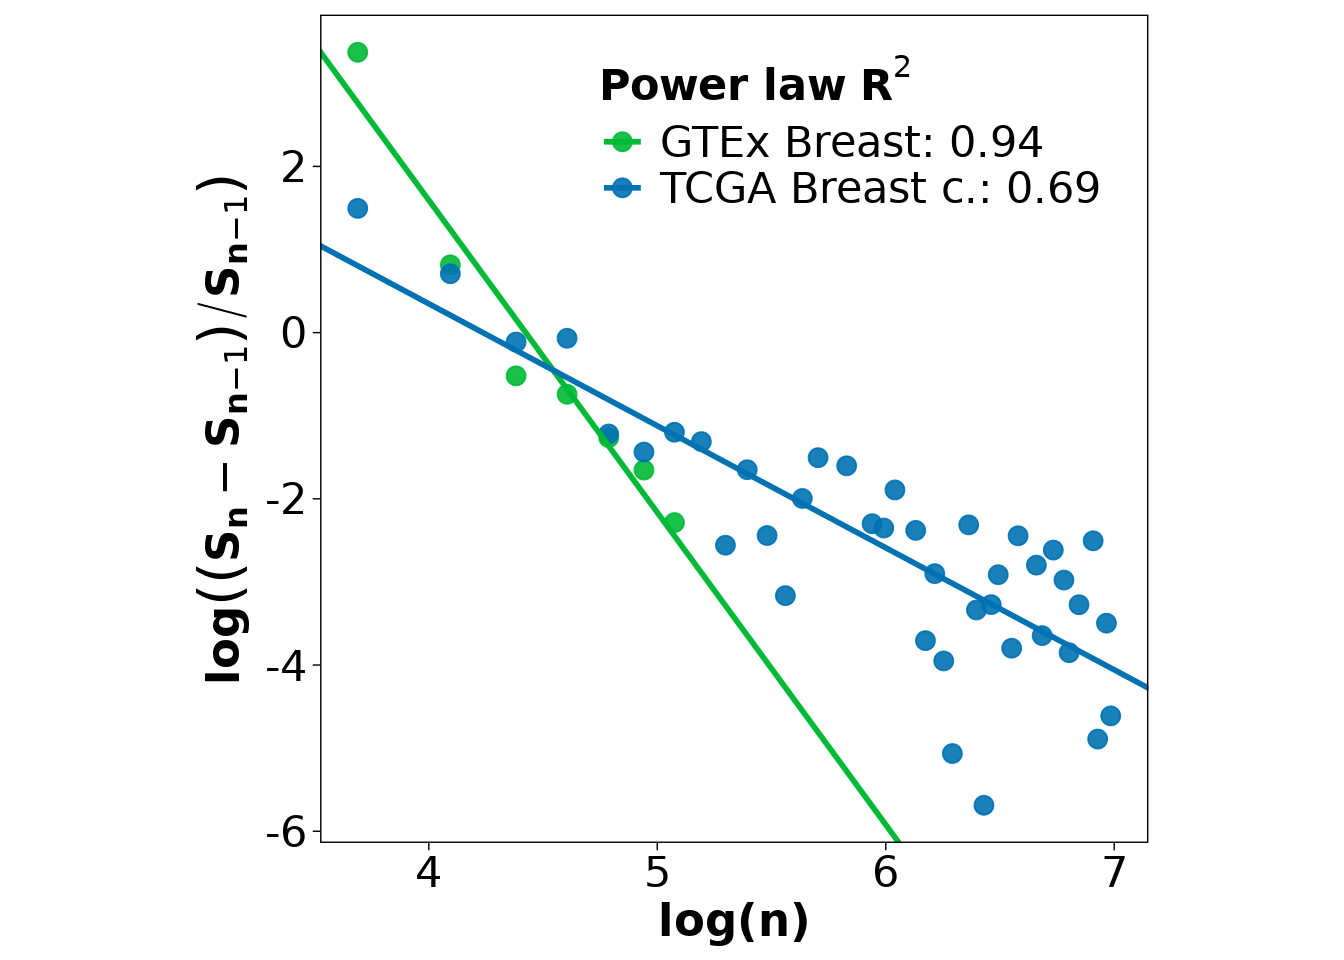 Power law R²
GTEx Breast: 0.94
TCGA Breast c.: 0.69
log((Sₙ − Sₙ₋₁)/Sₙ₋₁)
2
0
-2
-4
-6
4 5 6 7
log(n)